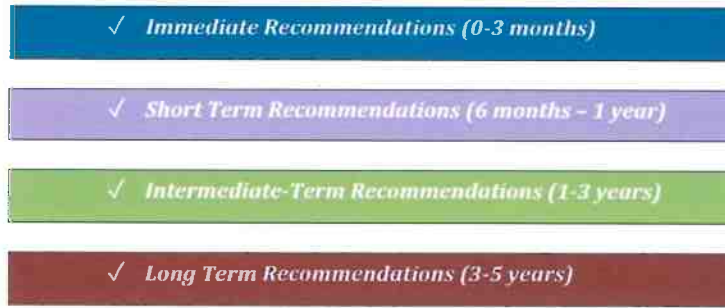 ✓ Immediate Recommendations (0-3 months)
✓ Short Term Recommendations (6 months – 1 year)
✓ Intermediate-Term Recommendations (1-3 years)
✓ Long Term Recommendations (3-5 years)